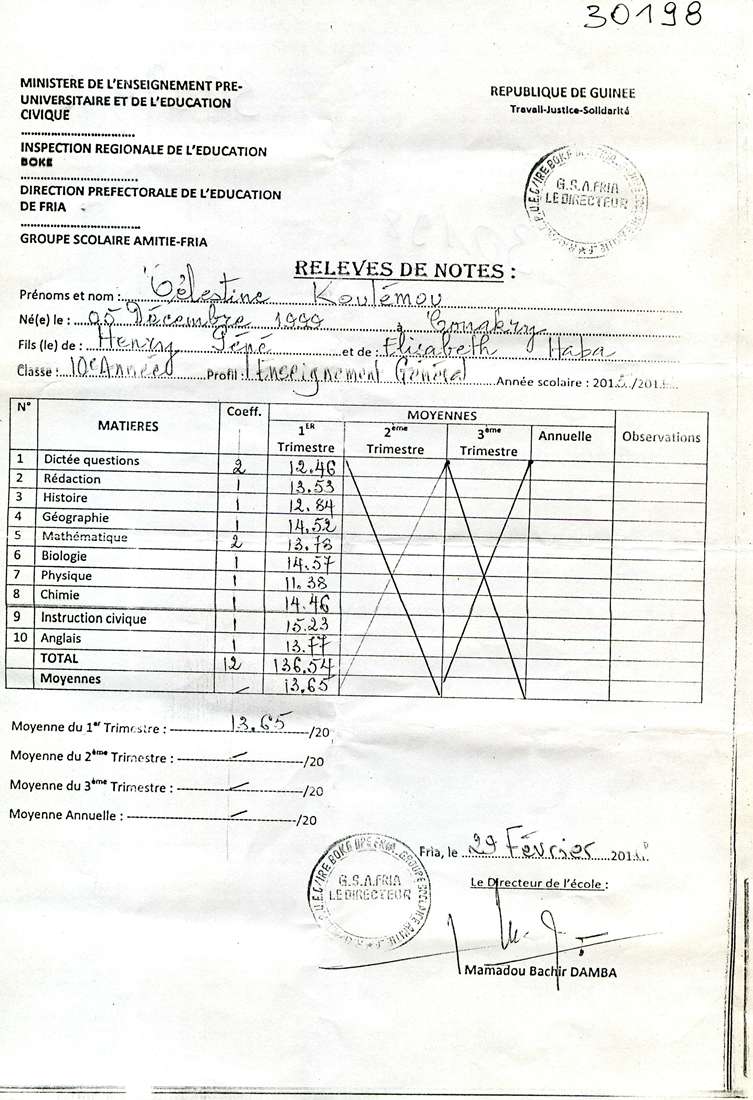 30198
MINISTERE DE L'ENSEIGNEMENT PRE-
UNIVERSITAIRE ET DE L'EDUCATION
CIVIQUE
REPUBLIQUE DE GUINEE
Travail-Justice-Solidarité
INSPECTION REGIONALE DE L'EDUCATION
BOKE
DIRECTION PREFECTORALE DE L'EDUCATION
DE FRIA
GROUPE SCOLAIRE AMITIE-FRIA
G.S.A.FRIA
LE DIRECTEUR
RELEVES DE NOTES :
Prénoms et nom : Célestine Koulémou
Né(e) le : 05 Décembre 1999 à Conakry
Fils (le) de : Henry Pépé et de : Elisabeth Haba
Classe : 10e Année Profil : Enseignement Général Année scolaire : 201 /201
N° MATIERES Coeff. MOYENNES Observations
1ER Trimestre 2ème Trimestre 3ème Trimestre Annuelle
1 Dictée questions 2 12.46
2 Rédaction 1 13.53
3 Histoire 1 12.84
4 Géographie 1 14.52
5 Mathématique 2 13.78
6 Biologie 1 14.57
7 Physique 1 11.38
8 Chimie 1 14.46
9 Instruction civique 1 15.23
10 Anglais 1 13.77
TOTAL 12 136.54
Moyennes 13.65
Moyenne du 1er Trimestre : 13.65 /20
Moyenne du 2ème Trimestre : /20
Moyenne du 3ème Trimestre : /20
Moyenne Annuelle : /20
Fria, le 29 Février 201
Le Directeur de l'école :
G.S.A.FRIA
LE DIRECTEUR
Mamadou Bachir DAMBA